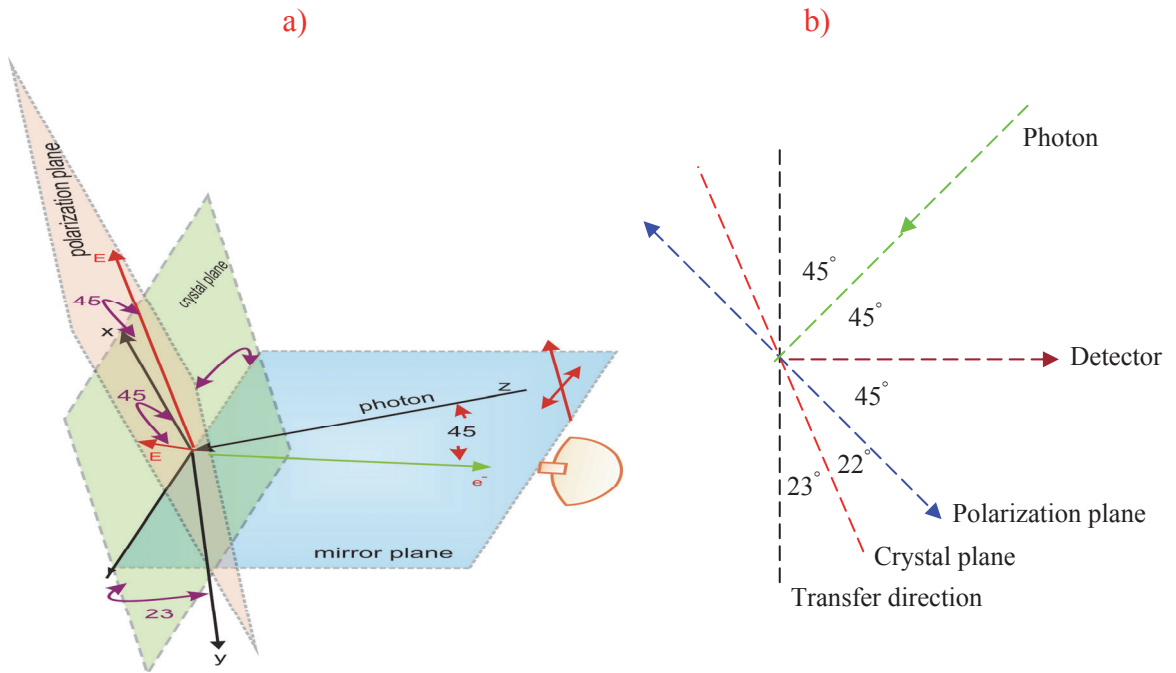 a)
b)
polarization plane
E
45
X
crystal plane
45
E
photon
Z
45
e-
mirror plane
23
y
y
Photon
45°
45°
Detector
45°
22°
23°
Polarization plane
Crystal plane
Transfer direction